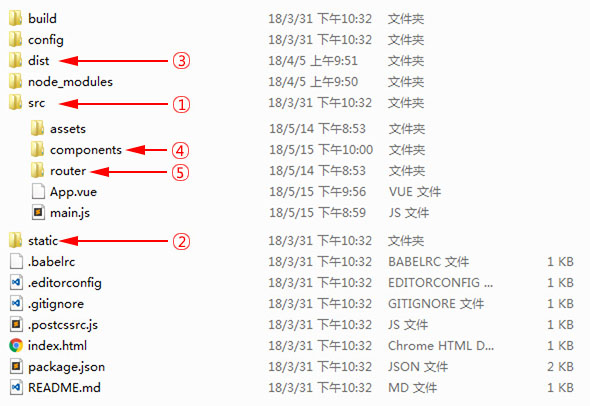 build 18/3/31 下午10:32 文件夹
config 18/3/31 下午10:32 文件夹
dist ③ 18/4/5 上午9:51 文件夹
node_modules 18/4/5 上午9:50 文件夹
src ① 18/3/31 下午10:32 文件夹
assets 18/5/14 下午8:53 文件夹
components ④ 18/5/15 下午10:00 文件夹
router ⑤ 18/5/14 下午8:53 文件夹
App.vue 18/5/15 下午9:56 VUE 文件
main.js 18/5/15 下午8:59 JS 文件
static ② 18/3/31 下午10:32 文件夹
.babelrc 18/3/31 下午10:32 BABELRC 文件 1 KB
.editorconfig 18/3/31 下午10:32 EDITORCONFIG ... 1 KB
.gitignore 18/3/31 下午10:32 GITIGNORE 文件 1 KB
.postcssrc.js 18/3/31 下午10:32 JS 文件 1 KB
index.html 18/3/31 下午10:32 Chrome HTML D... 1 KB
package.json 18/3/31 下午10:32 JSON 文件 2 KB
README.md 18/3/31 下午10:32 MD 文件 1 KB